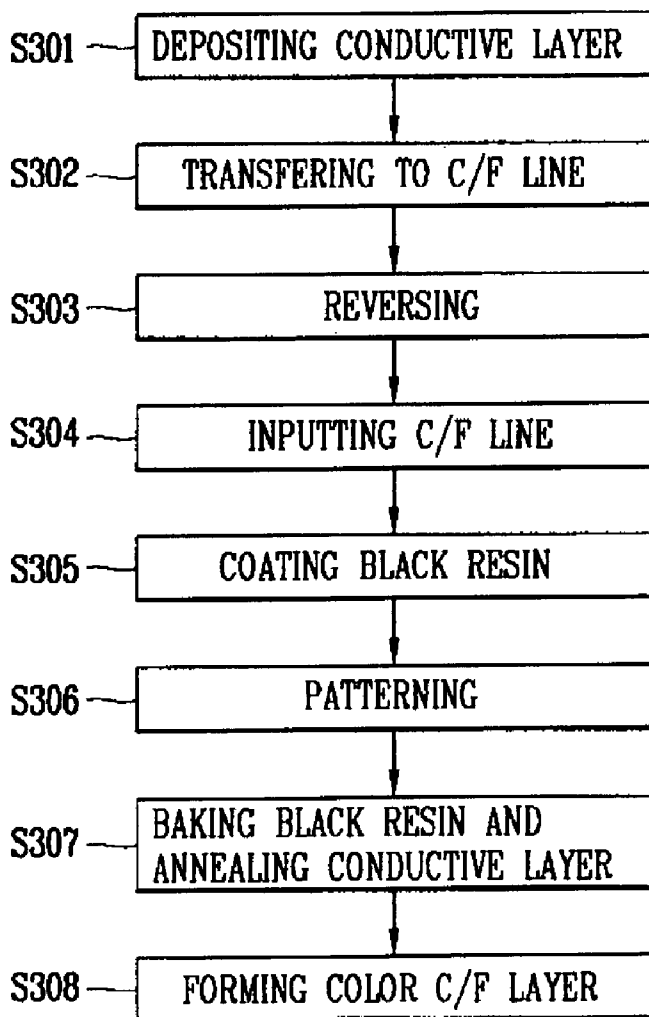 S301 DEPOSITING CONDUCTIVE LAYER
S302 TRANSFERING TO C/F LINE
S303 REVERSING
S304 INPUTTING C/F LINE
S305 COATING BLACK RESIN
S306 PATTERNING
S307 BAKING BLACK RESIN AND
ANNEALING CONDUCTIVE LAYER
S308 FORMING COLOR C/F LAYER